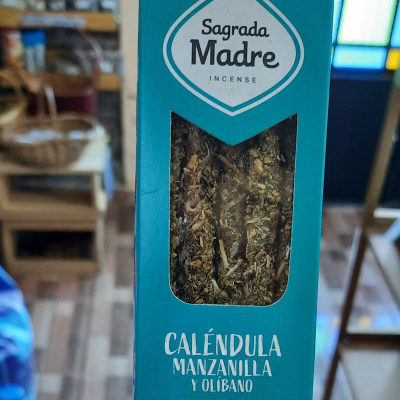 Sagrada
Madre
INCENSE
CALÉNDULA
MANZANILLA
Y OLÍBANO